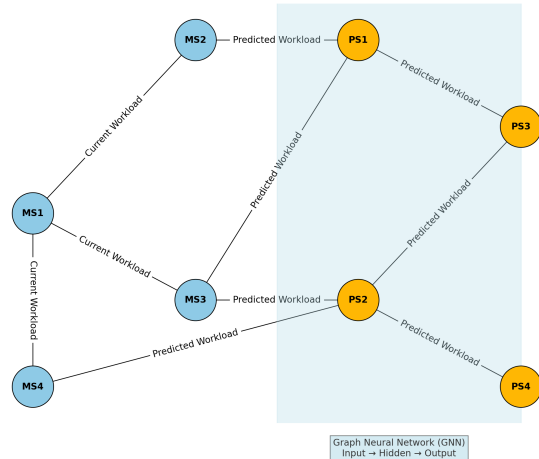 MS2
Predicted Workload
PS1
Predicted Workload
Current Workload
PS3
Predicted Workload
Predicted Workload
MS1
Current Workload
Current Workload
MS3
Predicted Workload
PS2
Predicted Workload
Predicted Workload
MS4
PS4
Graph Neural Network (GNN)
Input → Hidden → Output